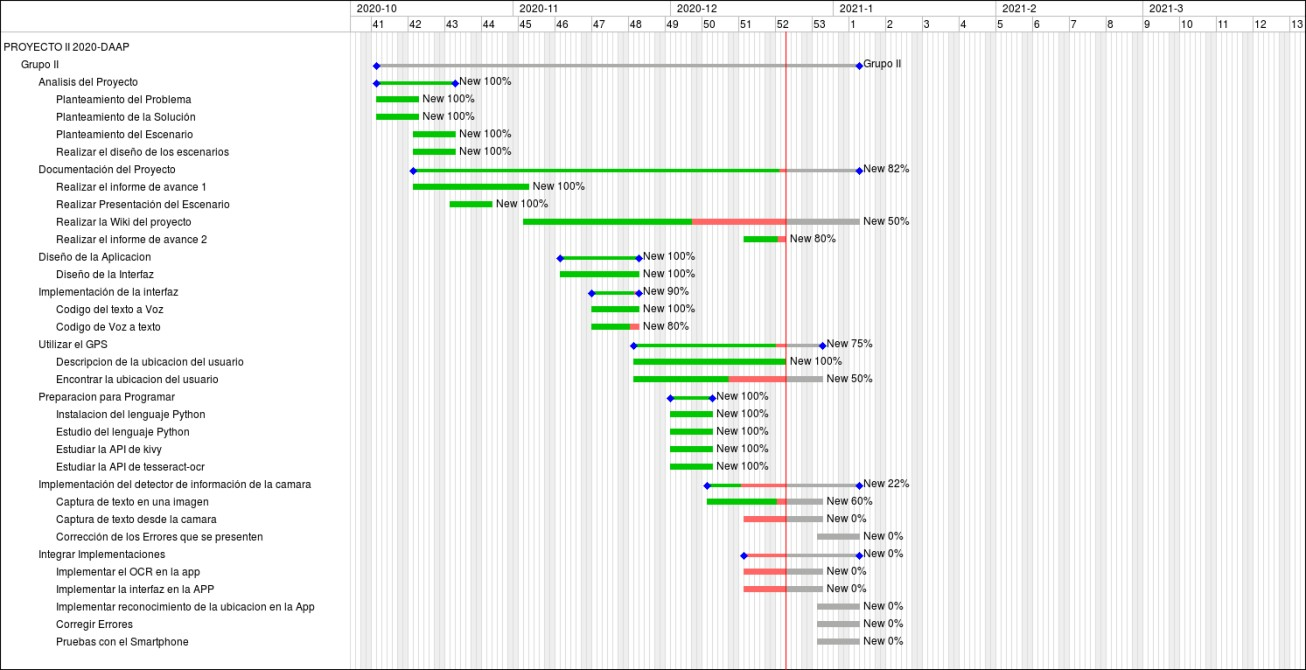 2020-10 2020-11 2020-12 2021-1 2021-2 2021-3
41 42 43 44 45 46 47 48 49 50 51 52 53 1 2 3 4 5 6 7 8 9 10 11 12 13
PROYECTO II 2020-DAAP
Grupo II Grupo II
Analisis del Proyecto New 100%
Planteamiento del Problema New 100%
Planteamiento de la Solución New 100%
Planteamiento del Escenario New 100%
Realizar el diseño de los escenarios New 100%
Documentación del Proyecto New 82%
Realizar el informe de avance 1 New 100%
Realizar Presentación del Escenario New 100%
Realizar la Wiki del proyecto New 50%
Realizar el informe de avance 2 New 80%
Diseño de la Aplicacion New 100%
Diseño de la Interfaz New 100%
Implementación de la interfaz New 90%
Codigo del texto a Voz New 100%
Codigo de Voz a texto New 80%
Utilizar el GPS New 75%
Descripcion de la ubicacion del usuario New 100%
Encontrar la ubicacion del usuario New 50%
Preparacion para Programar New 100%
Instalacion del lenguaje Python New 100%
Estudio del lenguaje Python New 100%
Estudiar la API de kivy New 100%
Estudiar la API de tesseract-ocr New 100%
Implementación del detector de información de la camara New 22%
Captura de texto en una imagen New 60%
Captura de texto desde la camara New 0%
Corrección de los Errores que se presenten New 0%
Integrar Implementaciones New 0%
Implementar el OCR en la app New 0%
Implementar la interfaz en la APP New 0%
Implementar reconocimiento de la ubicacion en la App New 0%
Corregir Errores New 0%
Pruebas con el Smartphone New 0%